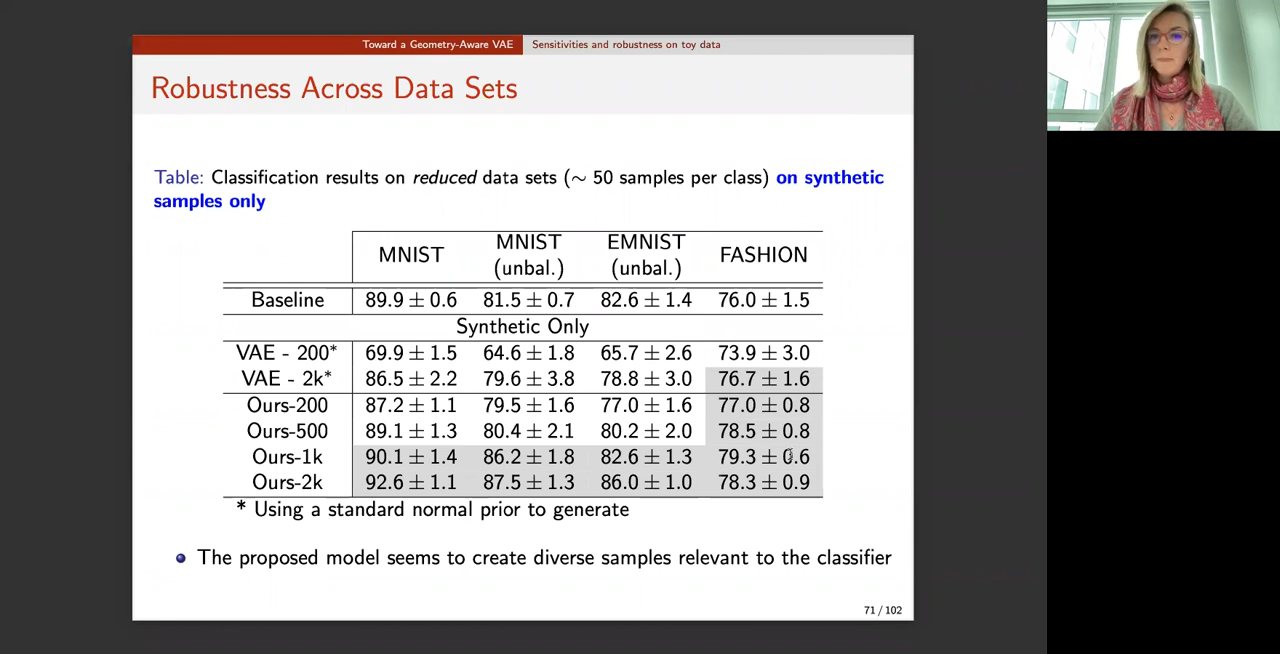 Toward a Geometry-Aware VAE Sensitivities and robustness on toy data
Robustness Across Data Sets
Table: Classification results on reduced data sets (∼ 50 samples per class) on synthetic
samples only
MNIST MNIST (unbal.) EMNIST (unbal.) FASHION
Baseline 89.9 ± 0.6 81.5 ± 0.7 82.6 ± 1.4 76.0 ± 1.5
Synthetic Only
VAE - 200* 69.9 ± 1.5 64.6 ± 1.8 65.7 ± 2.6 73.9 ± 3.0
VAE - 2k* 86.5 ± 2.2 79.6 ± 3.8 78.8 ± 3.0 76.7 ± 1.6
Ours-200 87.2 ± 1.1 79.5 ± 1.6 77.0 ± 1.6 77.0 ± 0.8
Ours-500 89.1 ± 1.3 80.4 ± 2.1 80.2 ± 2.0 78.5 ± 0.8
Ours-1k 90.1 ± 1.4 86.2 ± 1.8 82.6 ± 1.3 79.3 ± 0.6
Ours-2k 92.6 ± 1.1 87.5 ± 1.3 86.0 ± 1.0 78.3 ± 0.9
* Using a standard normal prior to generate
The proposed model seems to create diverse samples relevant to the classifier
71 / 102